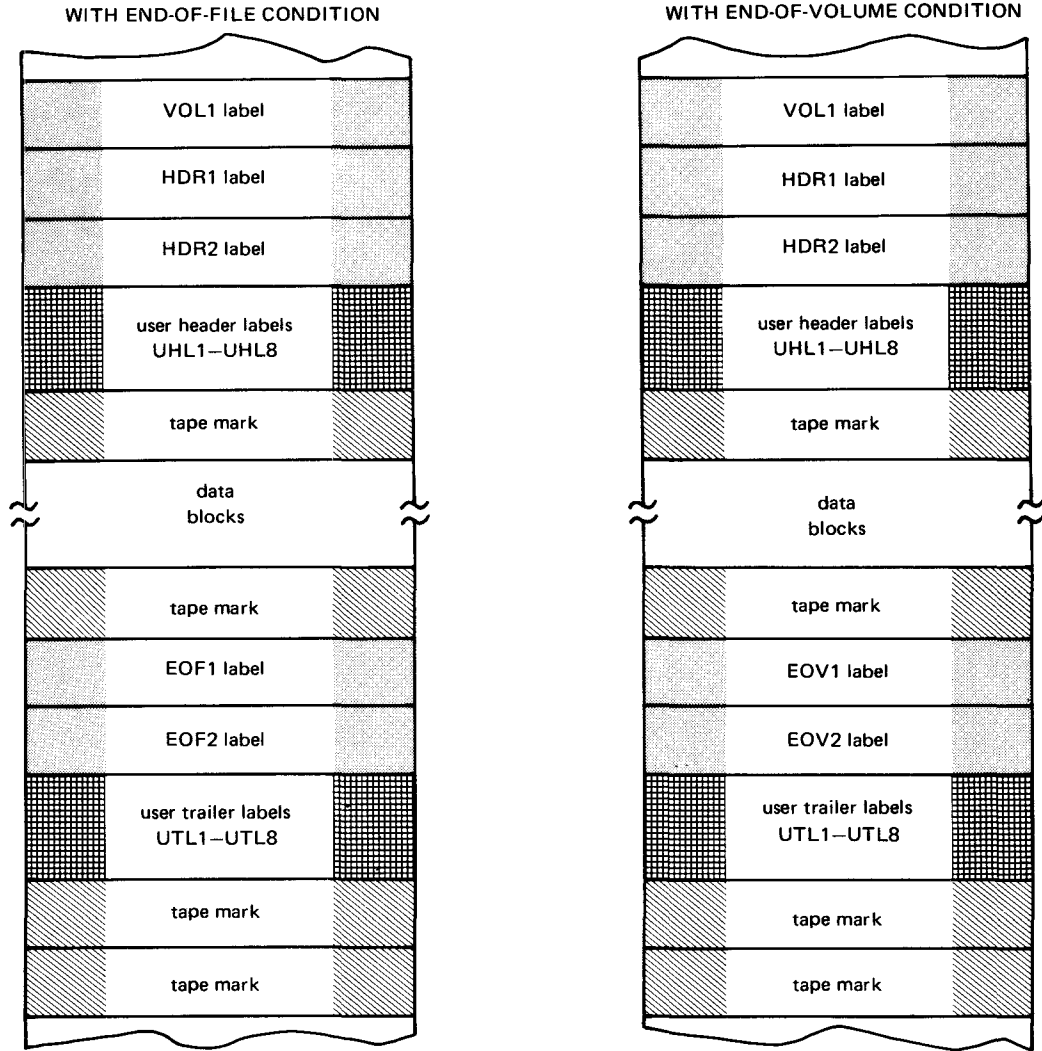 WITH END-OF-FILE CONDITION
VOL1 label
HDR1 label
HDR2 label
user header labels
UHL1—UHL8
tape mark
data
blocks
tape mark
EOF1 label
EOF2 label
user trailer labels
UTL1—UTL8
tape mark
tape mark
WITH END-OF-VOLUME CONDITION
VOL1 label
HDR1 label
HDR2 label
user header labels
UHL1—UHL8
tape mark
data
blocks
tape mark
EOV1 label
EOV2 label
user trailer labels
UTL1—UTL8
tape mark
tape mark